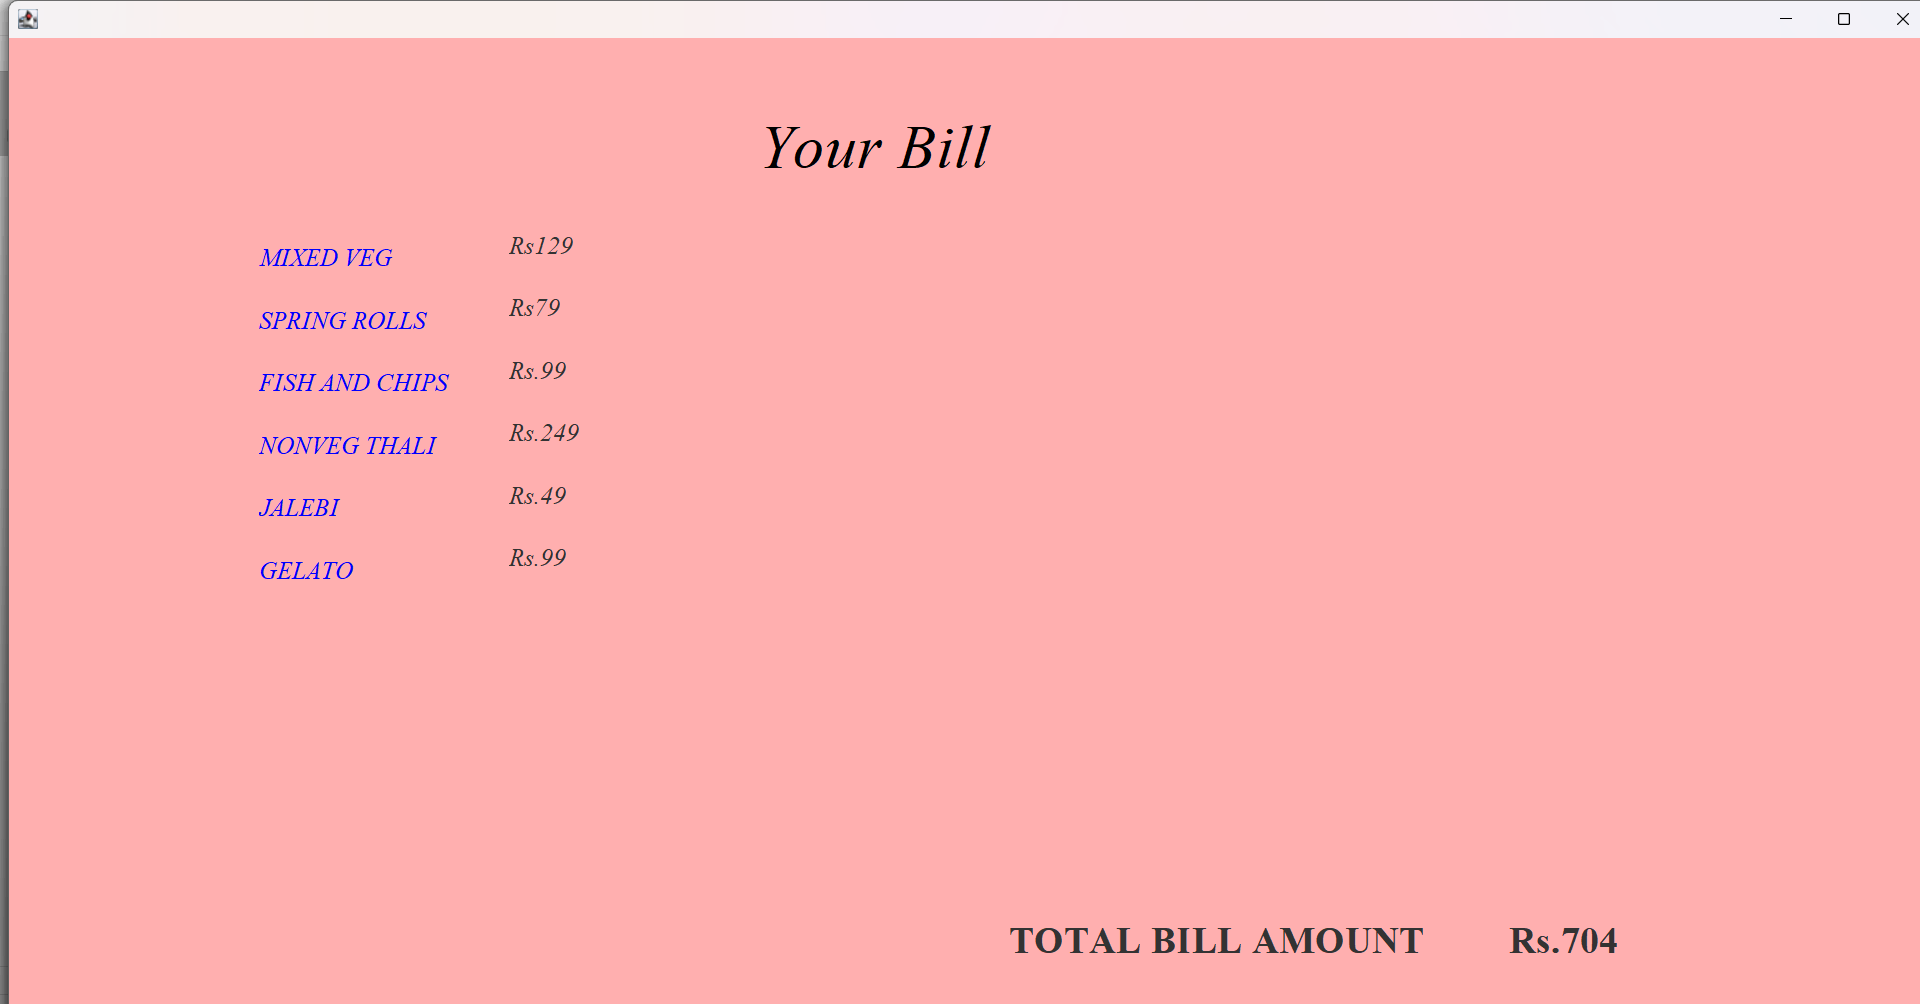 Your Bill
MIXED VEG Rs129
SPRING ROLLS Rs79
FISH AND CHIPS Rs.99
NONVEG THALI Rs.249
JALEBI Rs.49
GELATO Rs.99
TOTAL BILL AMOUNT Rs.704